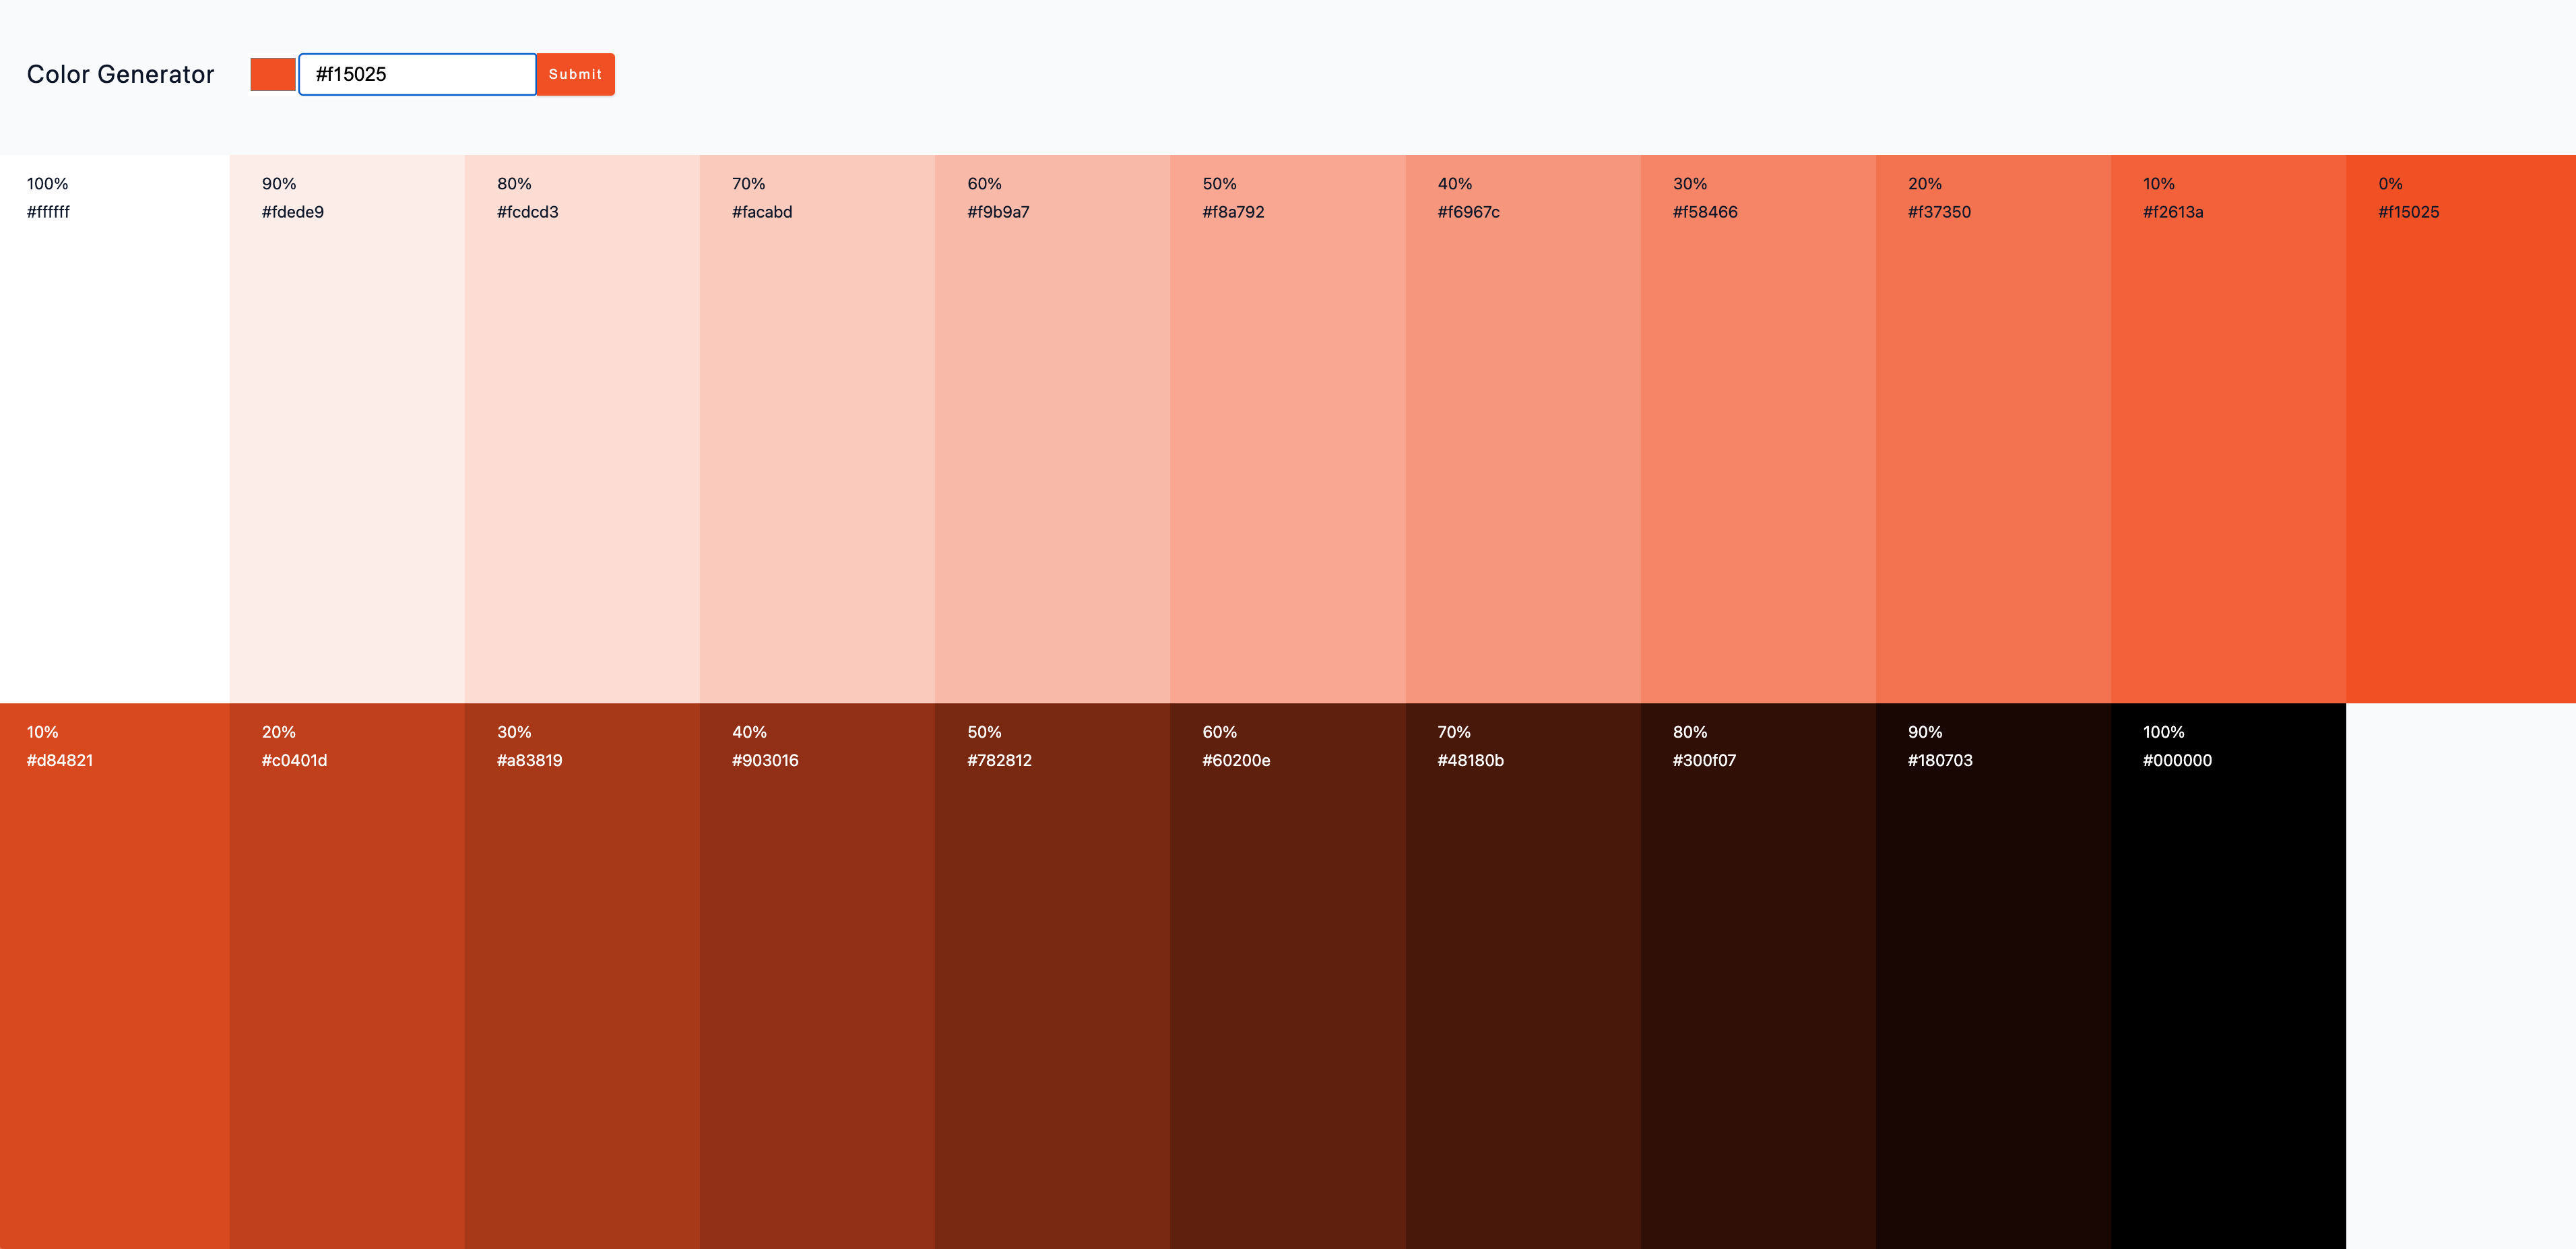 Color Generator
#f15025
Submit
100%
#ffffff
90%
#fdede9
80%
#fcdcd3
70%
#facabd
60%
#f9b9a7
50%
#f8a792
40%
#f6967c
30%
#f58466
20%
#f37350
10%
#f2613a
0%
#f15025
10%
#d84821
20%
#c0401d
30%
#a83819
40%
#903016
50%
#782812
60%
#60200e
70%
#48180b
80%
#300f07
90%
#180703
100%
#000000